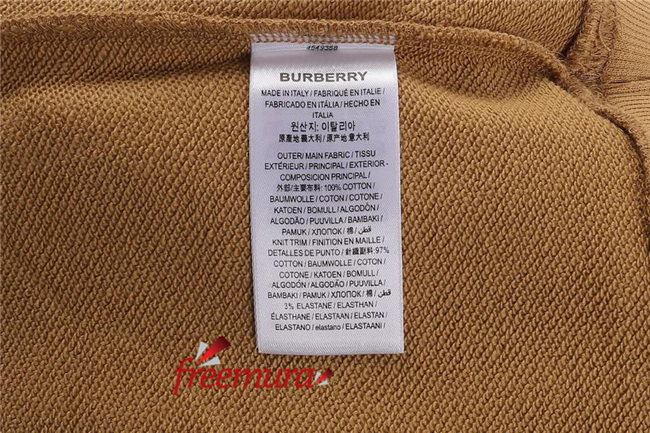 4549358
BURBERRY
MADE IN ITALY / FABRIQUÉ EN ITALIE /
FABRICADO EN ITÁLIA / HECHO EN
ITALIA
원산지: 이탈리아
原產地 義大利 / 原产地 意大利
OUTER/ MAIN FABRIC / TISSU
EXTÉRIEUR / PRINCIPAL / EXTERIOR -
COMPOSICION PRINCIPAL /
外部/主要布料: 100% COTTON /
BAUMWOLLE / COTON / COTONE /
KATOEN / BOMULL / ALGODÓN /
ALGODÃO / PUUVILLA / BAMBAKI /
PAMUK / ХЛОПОК / 棉 / قطن /
KNIT TRIM / FINITION EN MAILLE /
DETALLES DE PUNTO / 針織副料: 97%
COTTON / BAUMWOLLE / COTON /
COTONE / KATOEN / BOMULL /
ALGODÓN / ALGODÃO / PUUVILLA /
BAMBAKI / PAMUK / ХЛОПОК / 棉 / قطن /
3% ELASTANE / ELASTHAN /
ÉLASTHANE / ELASTAAN / ELASTAN /
ELASTANO / elastano / ELASTAANI /
freemura